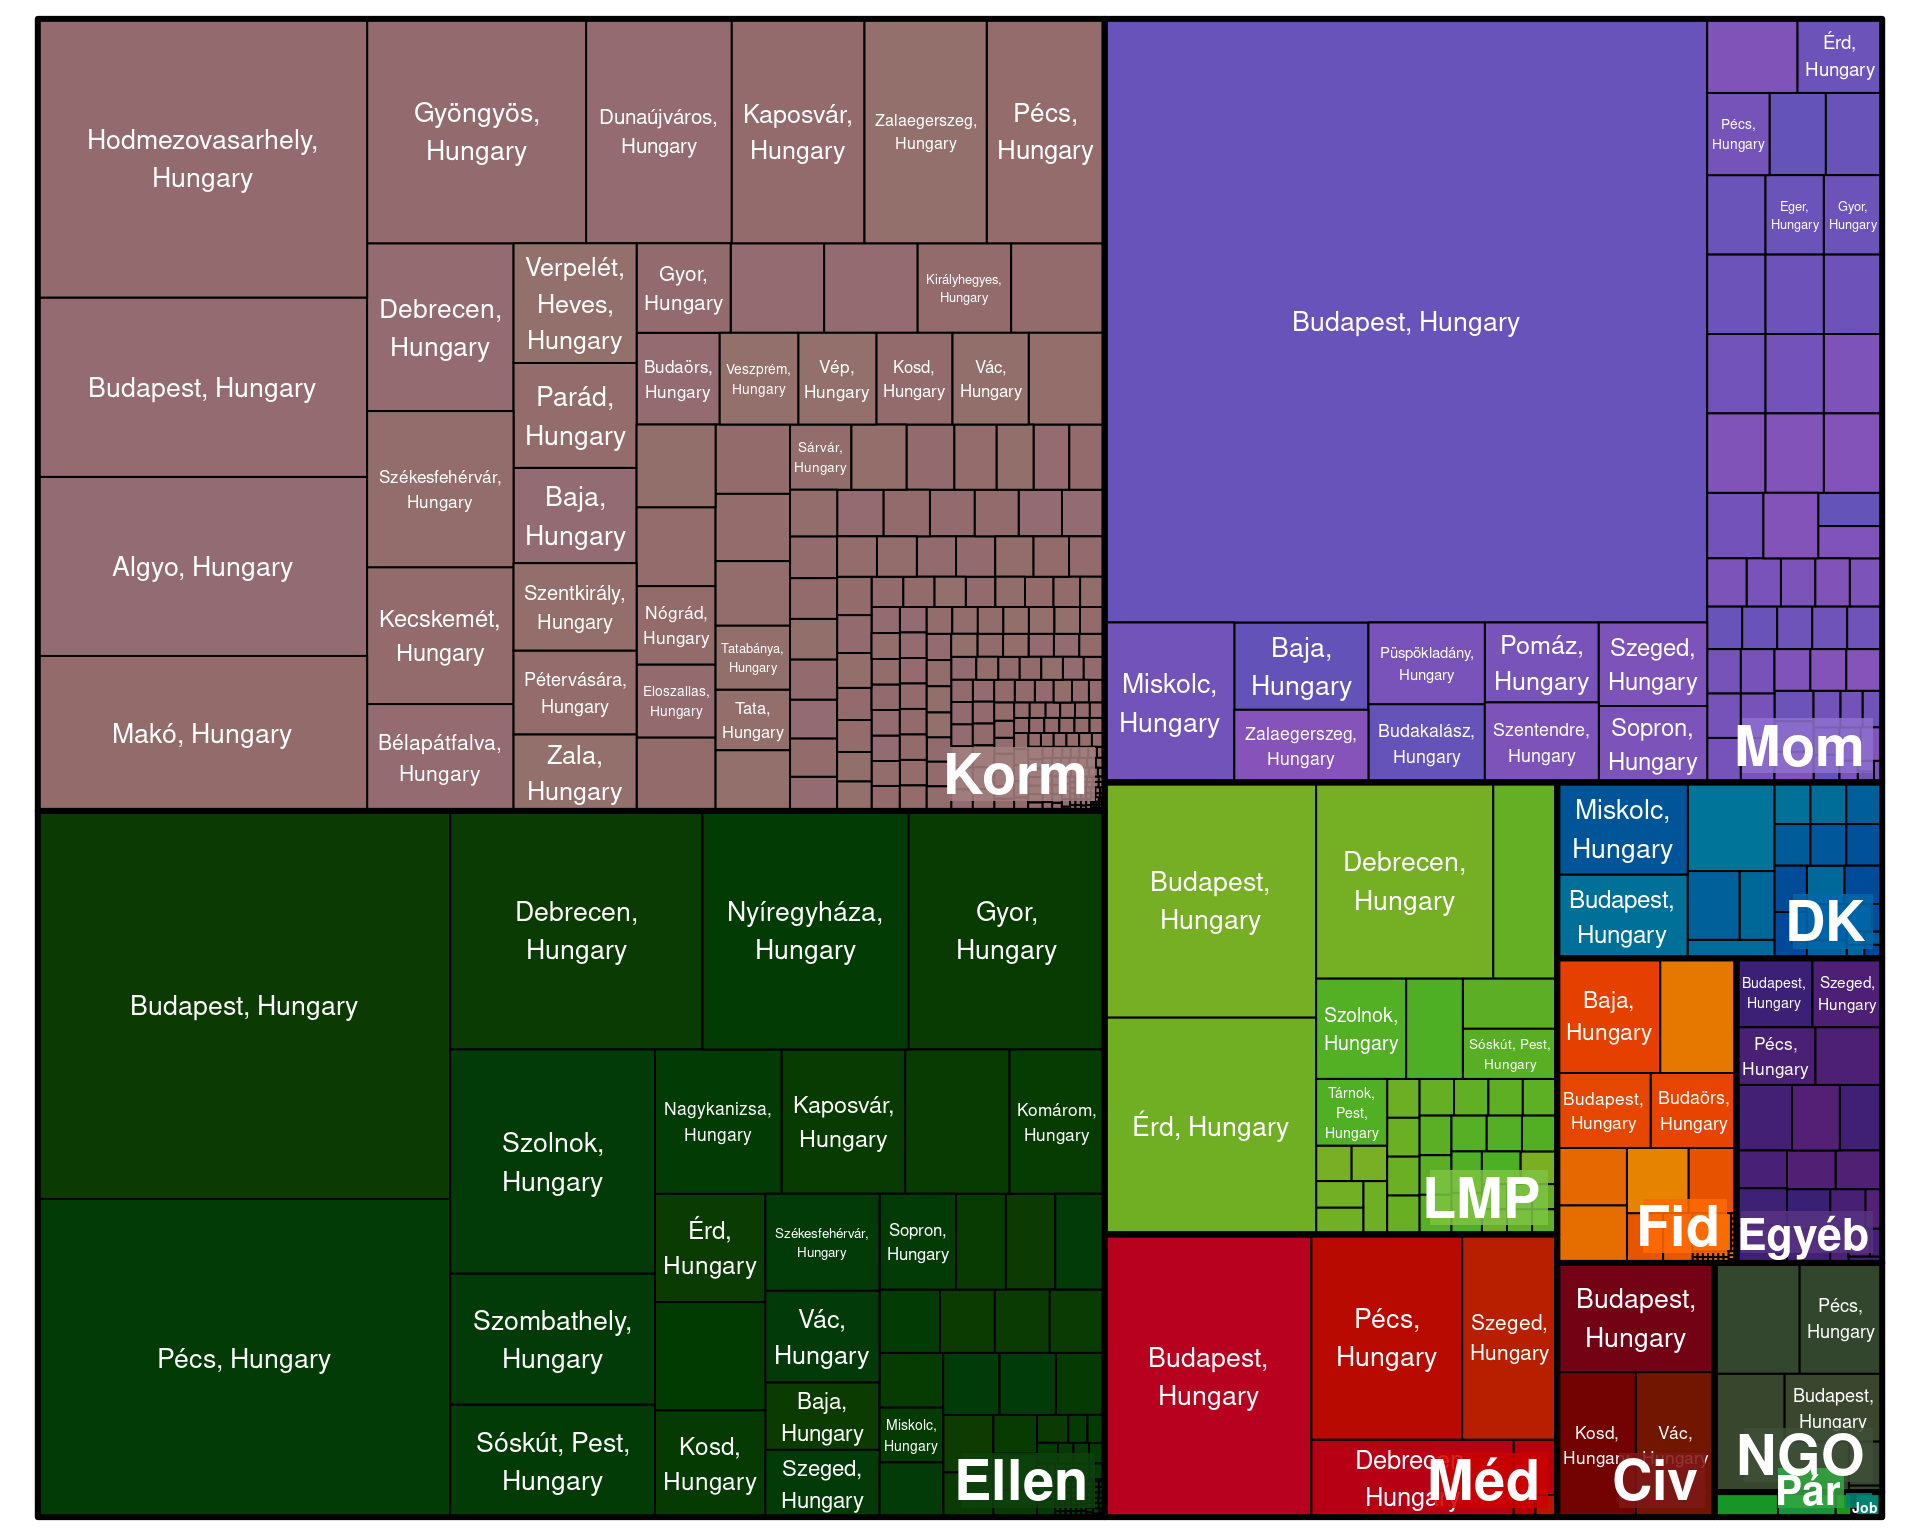 Hodmezovasarhely,
Hungary
Budapest, Hungary
Algyo, Hungary
Makó, Hungary
Gyöngyös,
Hungary
Dunaújváros,
Hungary
Kaposvár,
Hungary
Zalaegerszeg,
Hungary
Pécs,
Hungary
Debrecen,
Hungary
Székesfehérvár,
Hungary
Kecskemét,
Hungary
Bélapátfalva,
Hungary
Verpelét,
Heves,
Hungary
Parád,
Hungary
Baja,
Hungary
Szentkirály,
Hungary
Pétervására,
Hungary
Zala,
Hungary
Gyor,
Hungary
Királyhegyes,
Hungary
Budaörs,
Hungary
Veszprém,
Hungary
Vép,
Hungary
Kosd,
Hungary
Vác,
Hungary
Sárvár,
Hungary
Nógrád,
Hungary
Eloszallas,
Hungary
Tatabánya,
Hungary
Tata,
Hungary
Korm
Budapest, Hungary
Érd,
Hungary
Pécs,
Hungary
Eger,
Hungary
Gyor,
Hungary
Miskolc,
Hungary
Baja,
Hungary
Zalaegerszeg,
Hungary
Püspökladány,
Hungary
Budakalász,
Hungary
Pomáz,
Hungary
Szentendre,
Hungary
Szeged,
Hungary
Sopron,
Hungary
Mom
Budapest, Hungary
Pécs, Hungary
Debrecen,
Hungary
Nyíregyháza,
Hungary
Gyor,
Hungary
Szolnok,
Hungary
Szombathely,
Hungary
Sóskút, Pest,
Hungary
Nagykanizsa,
Hungary
Kaposvár,
Hungary
Komárom,
Hungary
Érd,
Hungary
Kosd,
Hungary
Székesfehérvár,
Hungary
Vác,
Hungary
Baja,
Hungary
Szeged,
Hungary
Sopron,
Hungary
Miskolc,
Hungary
Ellen
Budapest,
Hungary
Érd, Hungary
Debrecen,
Hungary
Szolnok,
Hungary
Sóskút, Pest,
Hungary
Tárnok,
Pest,
Hungary
LMP
Budapest,
Hungary
Pécs,
Hungary
Szeged,
Hungary
Debrecen,
Hungary
Méd
Miskolc,
Hungary
Budapest,
Hungary
DK
Baja,
Hungary
Budapest,
Hungary
Budaörs,
Hungary
Fid
Budapest,
Hungary
Szeged,
Hungary
Pécs,
Hungary
Egyéb
Budapest,
Hungary
Kosd,
Hungary
Vác,
Hungary
Civ
Pécs,
Hungary
Budapest,
Hungary
NGO
Pár
Job